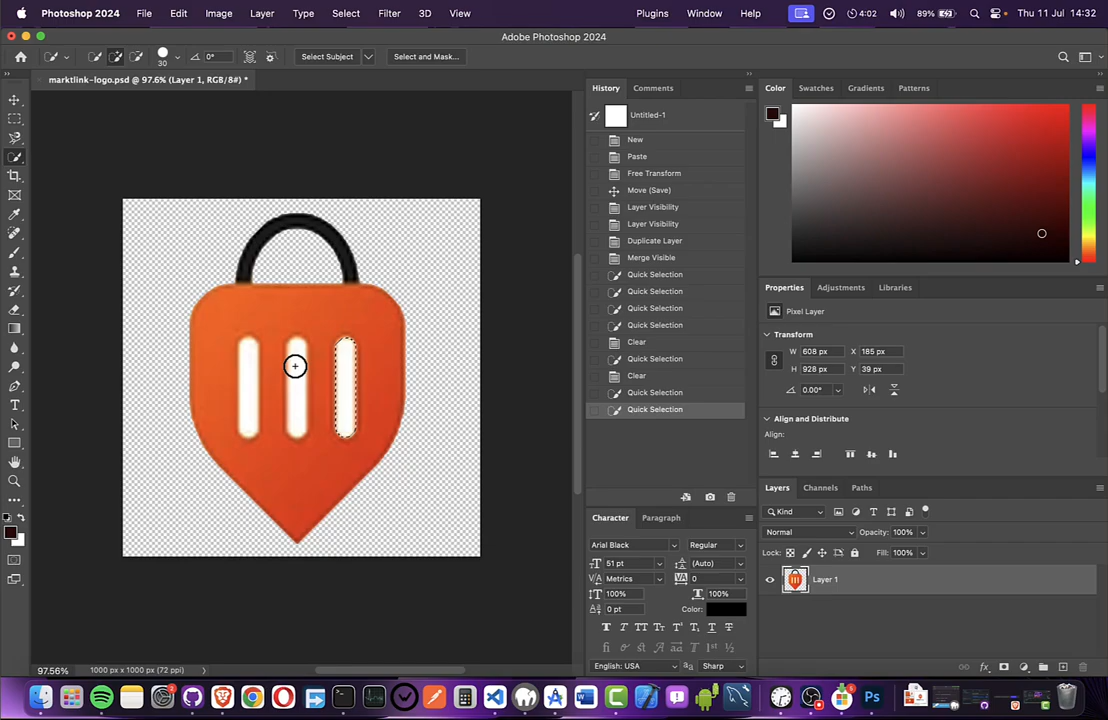 Photoshop 2024 File Edit Image Layer Type Select Filter 3D View Plugins Window Help 4:02 89% Thu 11 Jul 14:32
Adobe Photoshop 2024
30 0° Select Subject Select and Mask...
marktlink-logo.psd @ 97.6% (Layer 1, RGB/8#) *
History Comments
Untitled-1
New
Paste
Free Transform
Move (Save)
Layer Visibility
Layer Visibility
Duplicate Layer
Merge Visible
Quick Selection
Quick Selection
Quick Selection
Quick Selection
Clear
Quick Selection
Clear
Quick Selection
Quick Selection
Character Paragraph
Arial Black Regular
51 pt (Auto)
Metrics 0
100% 100%
0 pt Color:
English: USA Sharp
Color Swatches Gradients Patterns
Properties Adjustments Libraries
Pixel Layer
Transform
W 608 px X 185 px
H 928 px Y 39 px
0.00°
Align and Distribute
Align:
Layers Channels Paths
Kind
Normal Opacity: 100%
Lock: Fill: 100%
Layer 1
97.56% 1000 px x 1000 px (72 ppi)